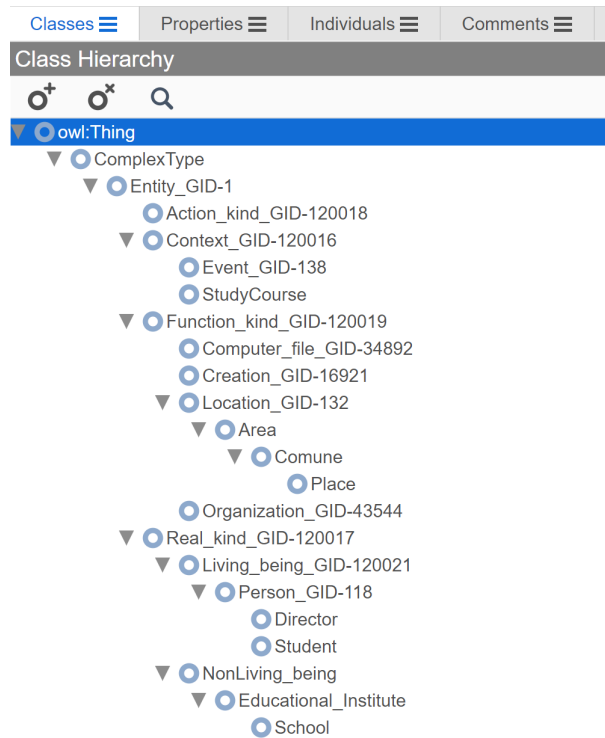 Classes Properties Individuals Comments
Class Hierarchy
owl:Thing
ComplexType
Entity_GID-1
Action_kind_GID-120018
Context_GID-120016
Event_GID-138
StudyCourse
Function_kind_GID-120019
Computer_file_GID-34892
Creation_GID-16921
Location_GID-132
Area
Comune
Place
Organization_GID-43544
Real_kind_GID-120017
Living_being_GID-120021
Person_GID-118
Director
Student
NonLiving_being
Educational_Institute
School